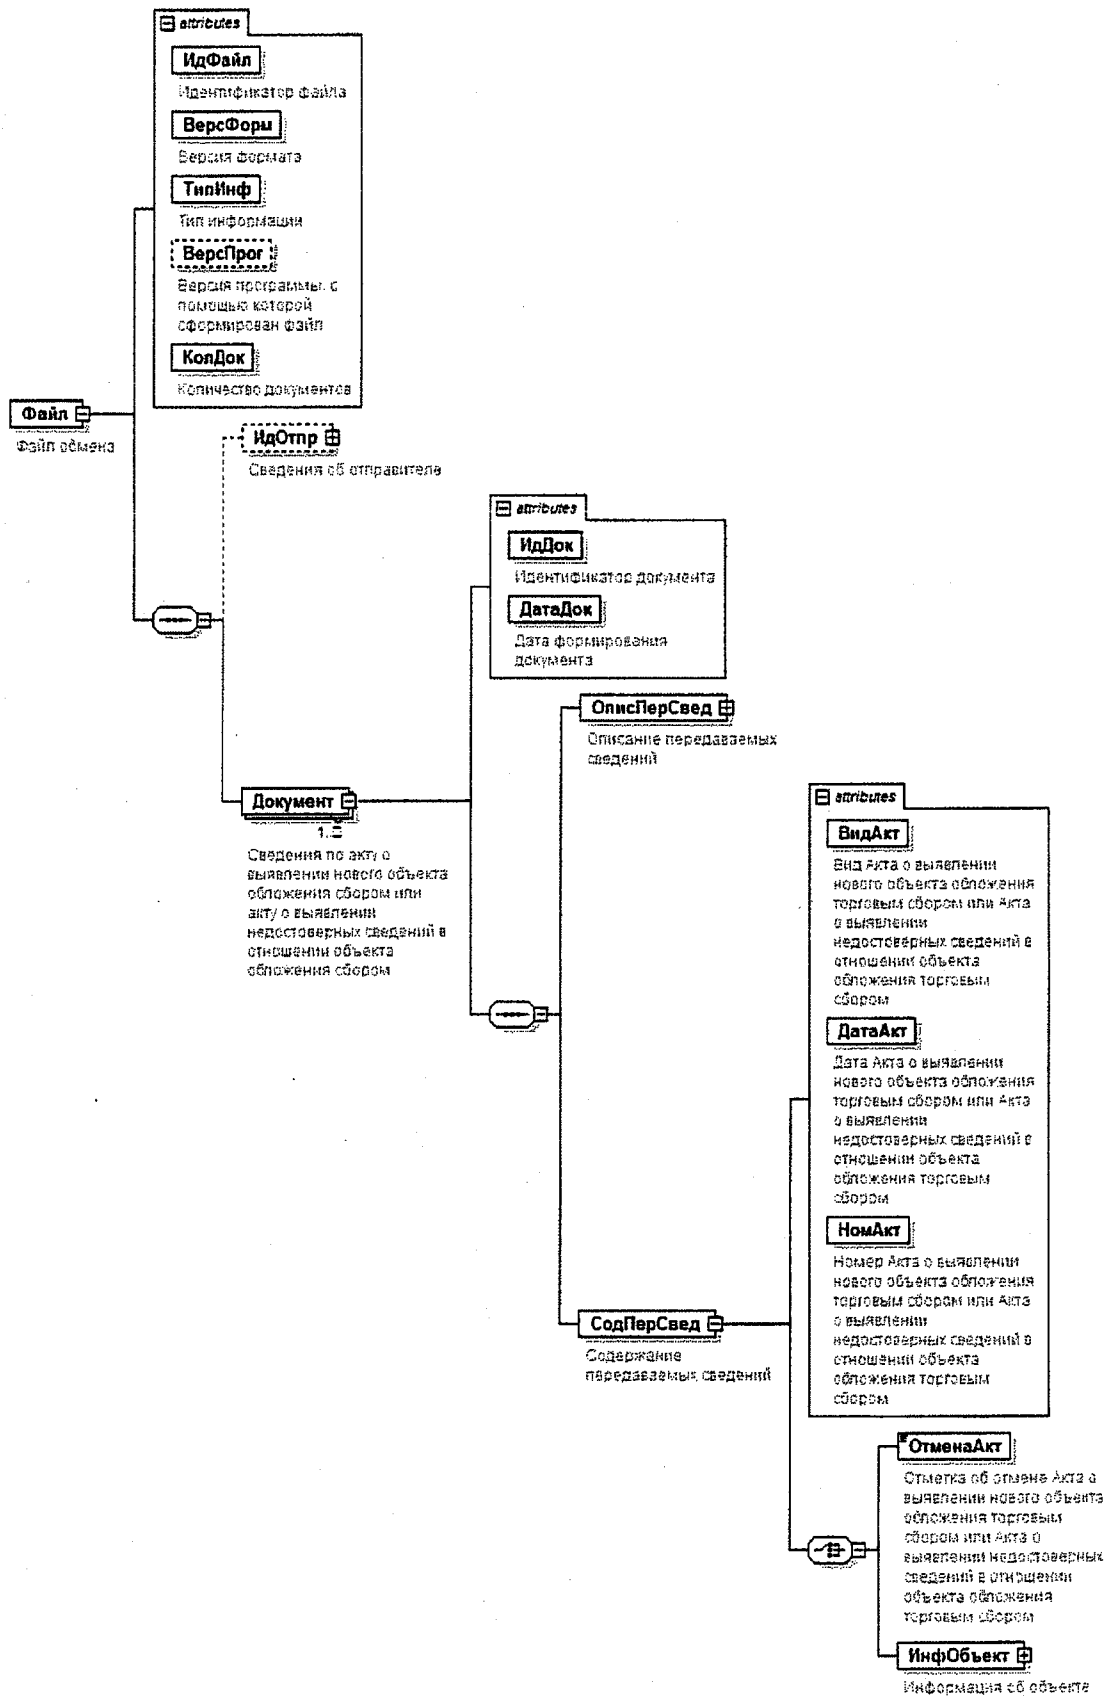 attributes
ИдФайл
Идентификатор файла
ВерсФорм
Версия формата
ТипИнф
Тип информации
ВерсПрог
Версия программы, с
помощью которой
сформирован файл
КолДок
Количество документов
Файл
Файл обмена
ИдОтпр
Сведения об отправителе
attributes
ИдДок
Идентификатор документа
ДатаДок
Дата формирования
документа
ОписПерСвед
Описание передаваемых
сведений
Документ
Сведения по акту о
выявлении нового объекта
обложения сбором или
акту о выявлении
недостоверных сведений в
отношении объекта
обложения сбором
attributes
ВидАкт
Вид Акта о выявлении
нового объекта обложения
торговым сбором или Акта
о выявлении
недостоверных сведений в
отношении объекта
обложения торговым
сбором
ДатаАкт
Дата Акта о выявлении
нового объекта обложения
торговым сбором или Акта
о выявлении
недостоверных сведений в
отношении объекта
обложения торговым
сбором
НомАкт
Номер Акта о выявлении
нового объекта обложения
торговым сбором или Акта
о выявлении
недостоверных сведений в
отношении объекта
обложения торговым
сбором
СодПерСвед
Содержание
передаваемых сведений
ОтменаАкт
Отметка об отмене Акта о
выявлении нового объекта
обложения торговым
сбором или Акта о
выявлении недостоверных
сведений в отношении
объекта обложения
торговым сбором
ИнфОбъект
Информация об объекте